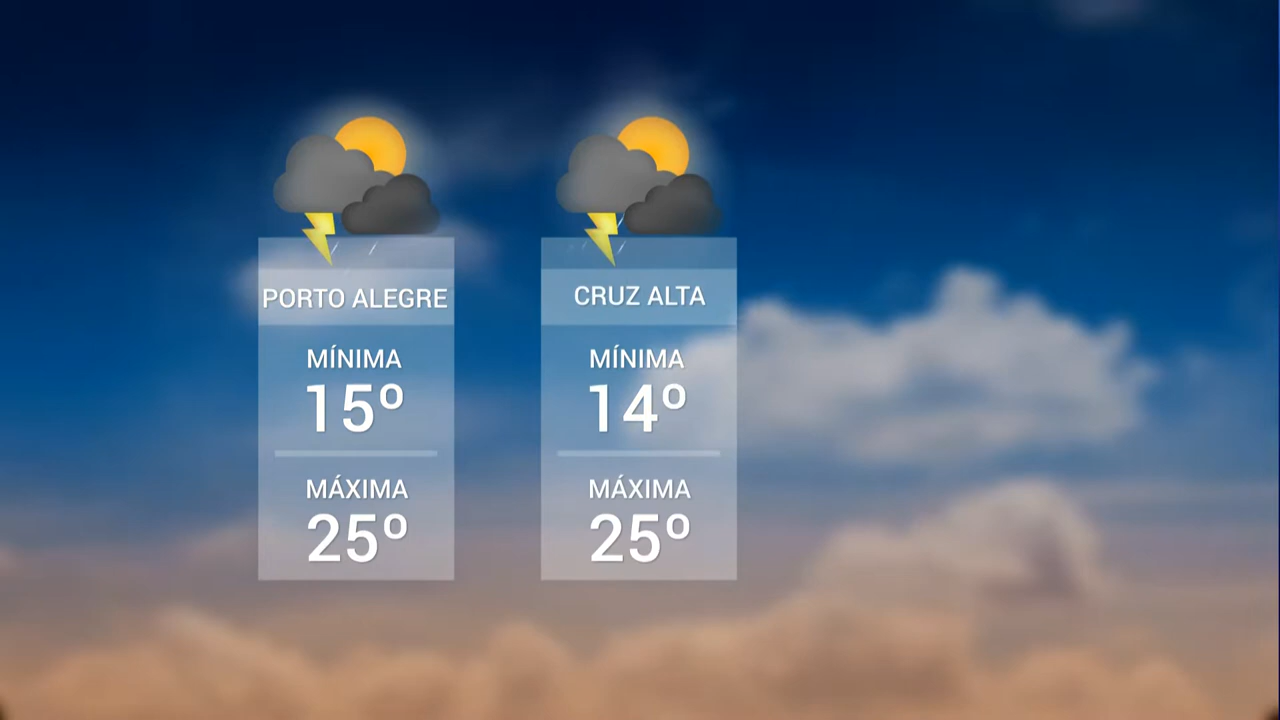 PORTO ALEGRE
MÍNIMA
15º
MÁXIMA
25º
CRUZ ALTA
MÍNIMA
14º
MÁXIMA
25º